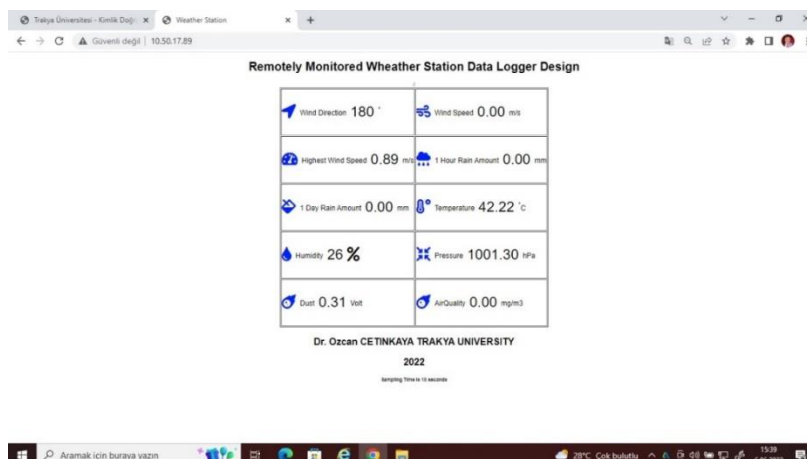 Trakya Üniversitesi - Kimlik Doğr
Weather Station
Güvenli değil | 10.50.17.89
Remotely Monitored Wheather Station Data Logger Design
Wind Direction 180 °
Wind Speed 0.00 m/s
Highest Wind Speed 0.89 m/s
1 Hour Rain Amount 0.00 mm
1 Day Rain Amount 0.00 mm
Temperature 42.22 °C
Humidity 26 %
Pressure 1001.30 hPa
Dust 0.31 Volt
AirQuality 0.00 mg/m3
Dr. Ozcan CETINKAYA TRAKYA UNIVERSITY
2022
Sampling Time is 10 seconds
Aramak için buraya yazın
28°C Çok bulutlu
15:39